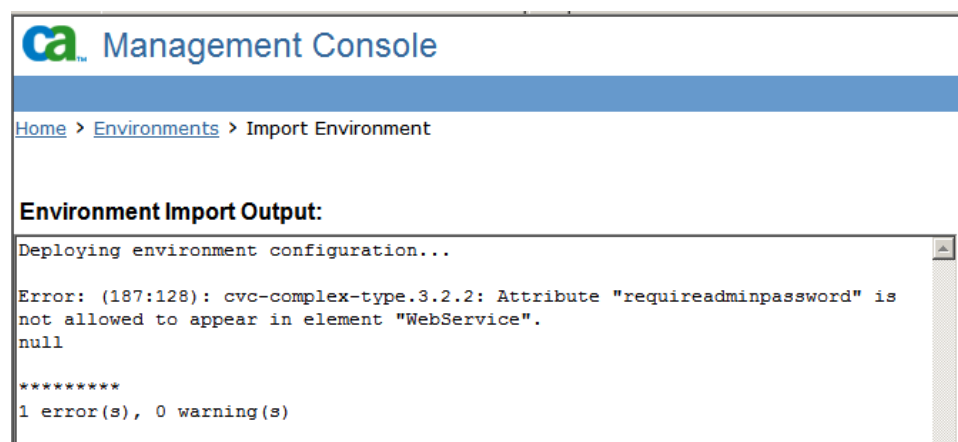 ca™ Management Console
Home > Environments > Import Environment
Environment Import Output:
Deploying environment configuration...
Error: (187:128): cvc-complex-type.3.2.2: Attribute "requireadminpassword" is
not allowed to appear in element "WebService".
null
*********
1 error(s), 0 warning(s)